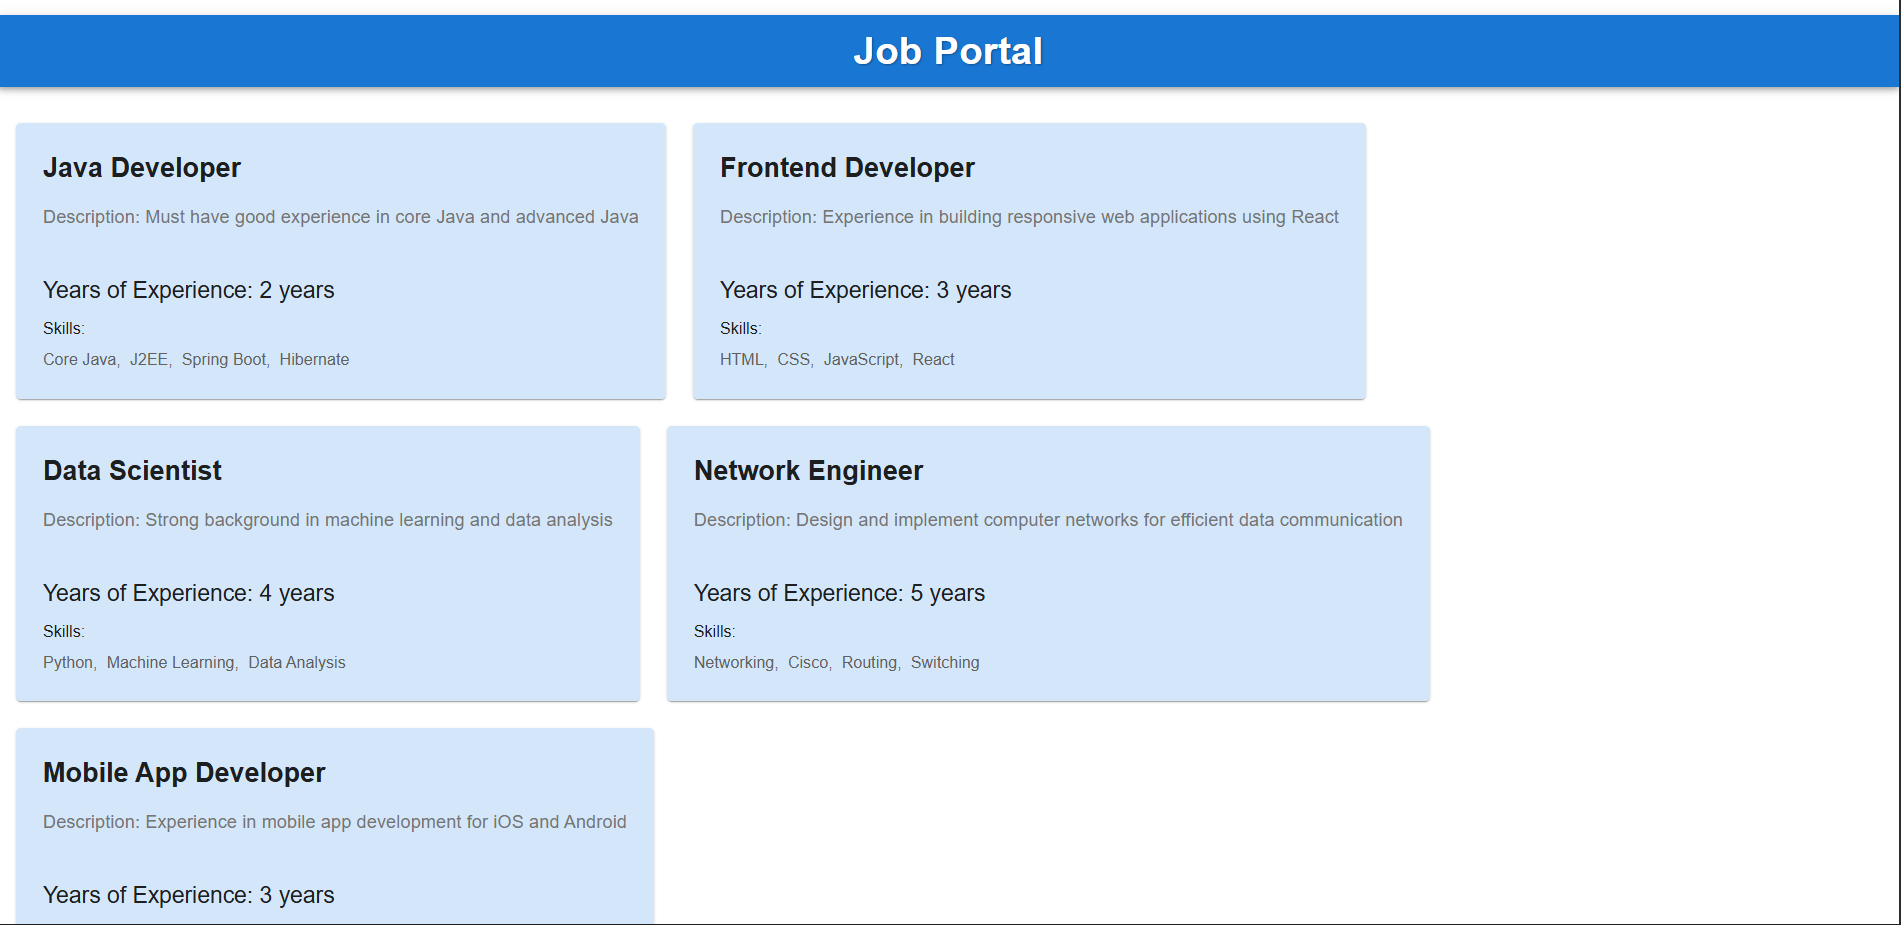 Job Portal
Java Developer
Description: Must have good experience in core Java and advanced Java
Years of Experience: 2 years
Skills:
Core Java, J2EE, Spring Boot, Hibernate
Frontend Developer
Description: Experience in building responsive web applications using React
Years of Experience: 3 years
Skills:
HTML, CSS, JavaScript, React
Data Scientist
Description: Strong background in machine learning and data analysis
Years of Experience: 4 years
Skills:
Python, Machine Learning, Data Analysis
Network Engineer
Description: Design and implement computer networks for efficient data communication
Years of Experience: 5 years
Skills:
Networking, Cisco, Routing, Switching
Mobile App Developer
Description: Experience in mobile app development for iOS and Android
Years of Experience: 3 years